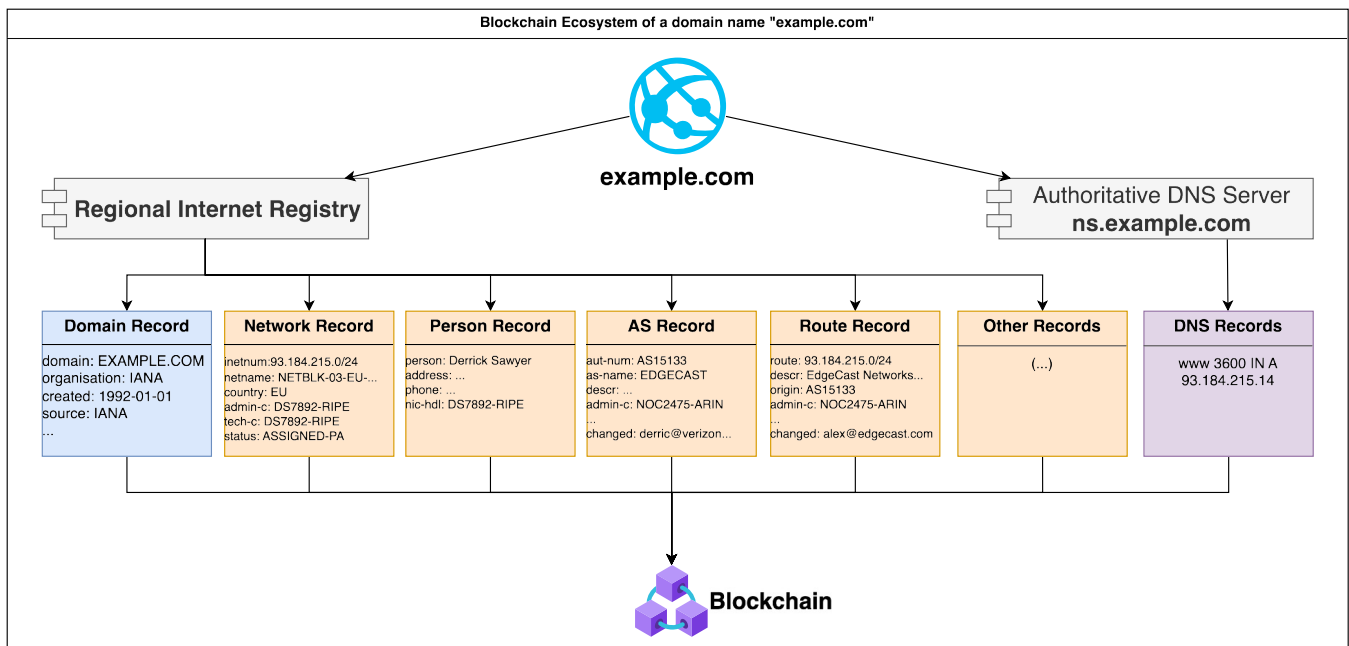 Blockchain Ecosystem of a domain name "example.com"
example.com
Regional Internet Registry
Authoritative DNS Server
ns.example.com
Domain Record
domain: EXAMPLE.COM
organisation: IANA
created: 1992-01-01
source: IANA
...
Network Record
inetnum:93.184.215.0/24
netname: NETBLK-03-EU-...
country: EU
admin-c: DS7892-RIPE
tech-c: DS7892-RIPE
status: ASSIGNED-PA
Person Record
person: Derrick Sawyer
address: ...
phone: ...
nic-hdl: DS7892-RIPE
AS Record
aut-num: AS15133
as-name: EDGECAST
descr: ...
admin-c: NOC2475-ARIN
...
changed: derric@verizon...
Route Record
route: 93.184.215.0/24
descr: EdgeCast Networks...
origin: AS15133
admin-c: NOC2475-ARIN
...
changed: alex@edgecast.com
Other Records
(...)
DNS Records
www 3600 IN A
93.184.215.14
Blockchain